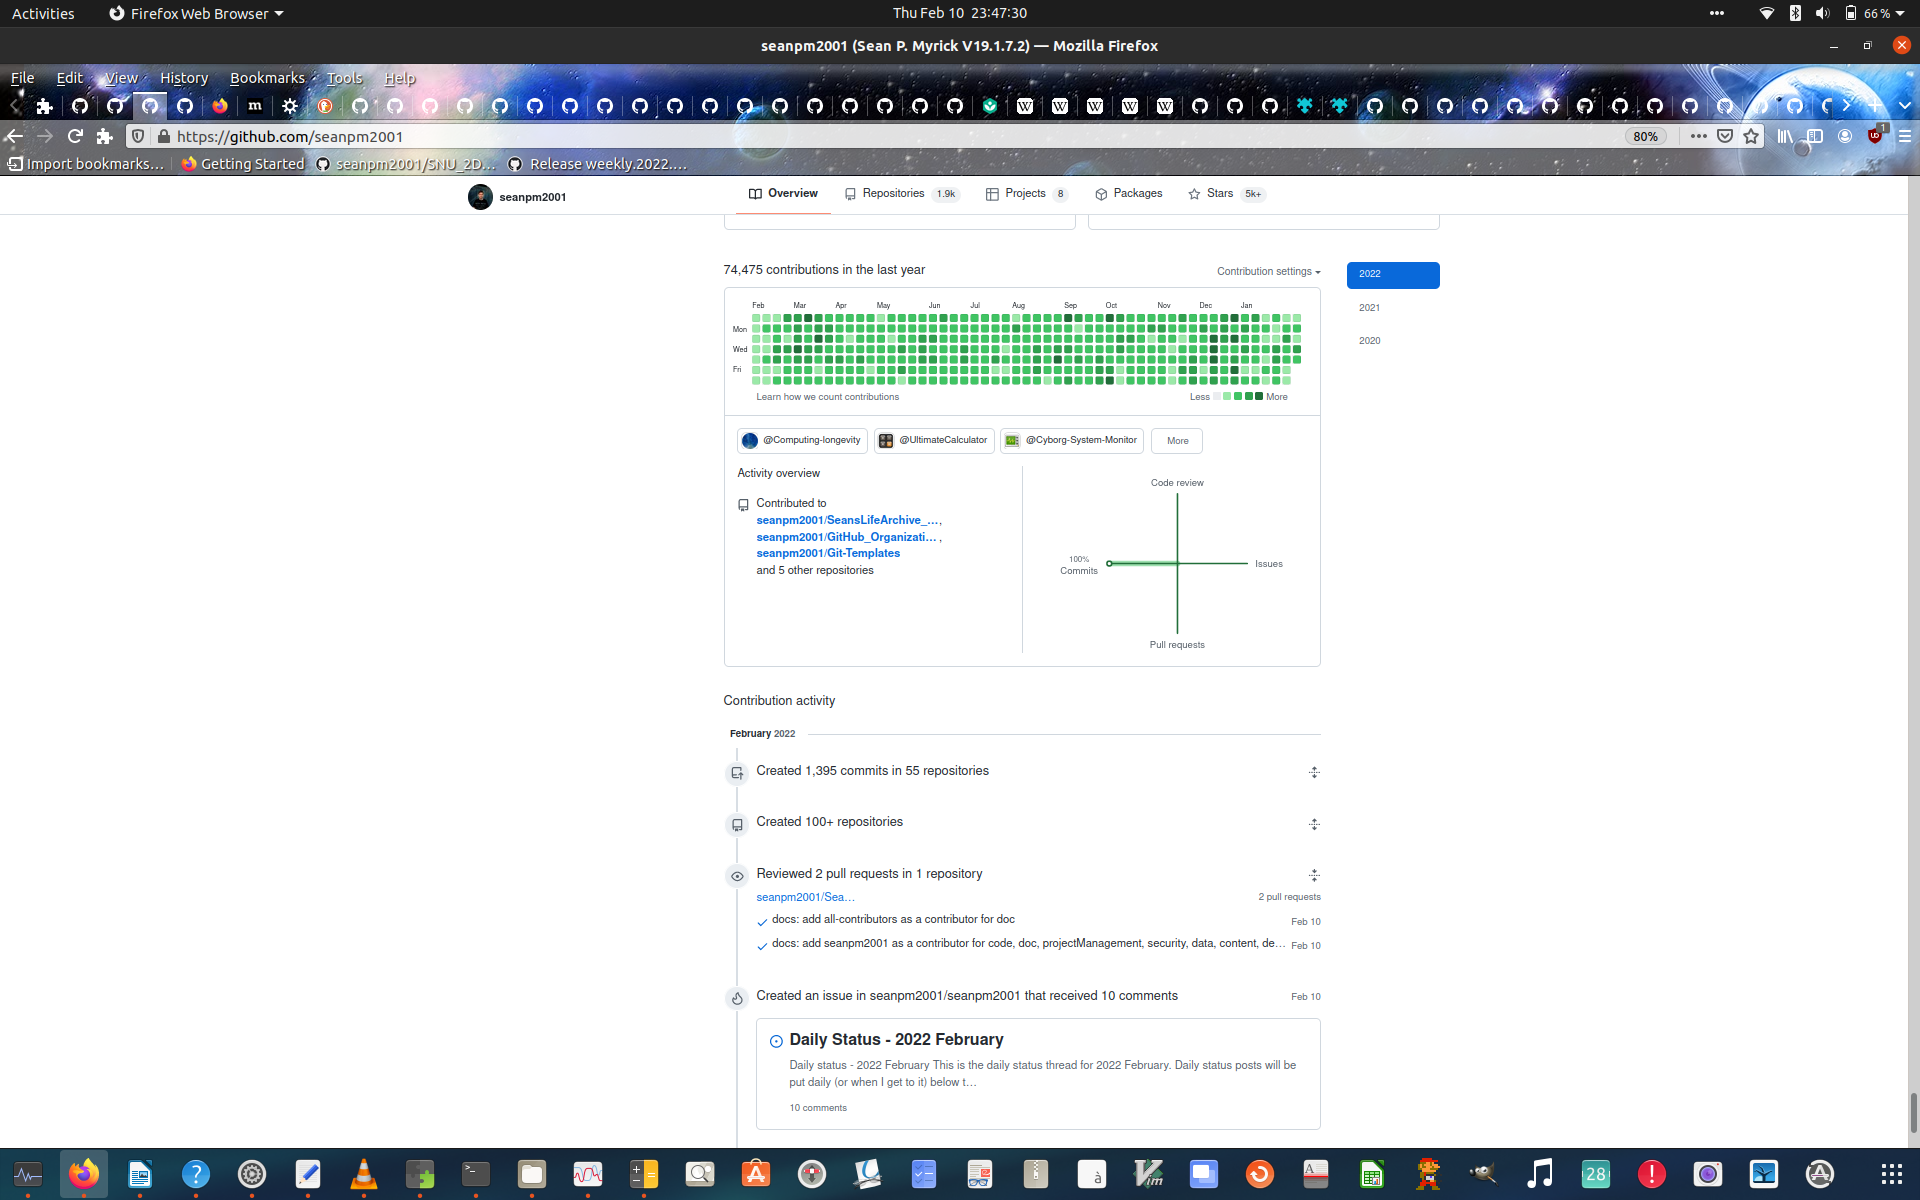 Activities
Firefox Web Browser
Thu Feb 10 23:47:30
66 %
seanpm2001 (Sean P. Myrick V19.1.7.2) — Mozilla Firefox
File Edit View History Bookmarks Tools Help
https://github.com/seanpm2001
80%
1
Import bookmarks…
Getting Started
seanpm2001/SNU_2D…
Release weekly.2022.…
seanpm2001
Overview
Repositories 1.9k
Projects 8
Packages
Stars 5k+
74,475 contributions in the last year
Contribution settings
2022
2021
2020
Feb Mar Apr May Jun Jul Aug Sep Oct Nov Dec Jan
Mon
Wed
Fri
Learn how we count contributions
Less
More
@Computing-longevity
@UltimateCalculator
@Cyborg-System-Monitor
More
Activity overview
Contributed to
seanpm2001/SeansLifeArchive_… ,
seanpm2001/GitHub_Organizati… ,
seanpm2001/Git-Templates
and 5 other repositories
Code review
100%
Commits
Issues
Pull requests
Contribution activity
February 2022
Created 1,395 commits in 55 repositories
Created 100+ repositories
Reviewed 2 pull requests in 1 repository
seanpm2001/Sea…
2 pull requests
docs: add all-contributors as a contributor for doc
Feb 10
docs: add seanpm2001 as a contributor for code, doc, projectManagement, security, data, content, de…
Feb 10
Created an issue in seanpm2001/seanpm2001 that received 10 comments
Feb 10
Daily Status - 2022 February
Daily status - 2022 February This is the daily status thread for 2022 February. Daily status posts will be
put daily (or when I get to it) below t…
10 comments
28